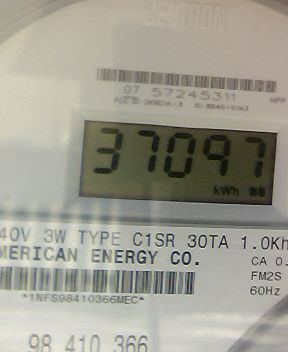 CENTRON
07 57245311
37097
kWh
40V 3W TYPE C1SR 30TA 1.0Kh
MERICAN ENERGY CO.
CA 0.
FM2S
*1NFS98410366MEC*
60Hz
98 410 366